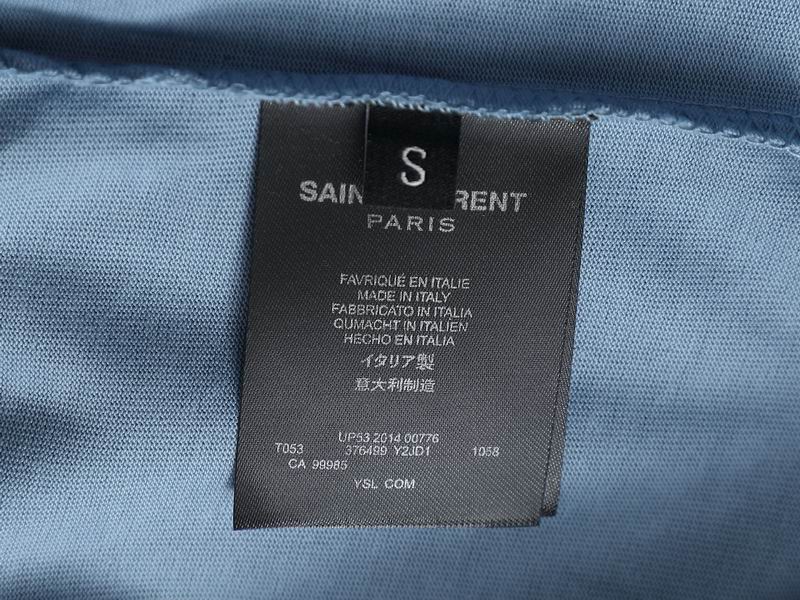 S
SAIN RENT
PARIS
FAVRIQUÉ EN ITALIE
MADE IN ITALY
FABBRICATO IN ITALIA
QUMACHT IN ITALIEN
HECHO EN ITALIA
イタリア製
意大利制造
UP53 2014 00776
T053 376499 Y2JD1 1058
CA 99985
YSL COM